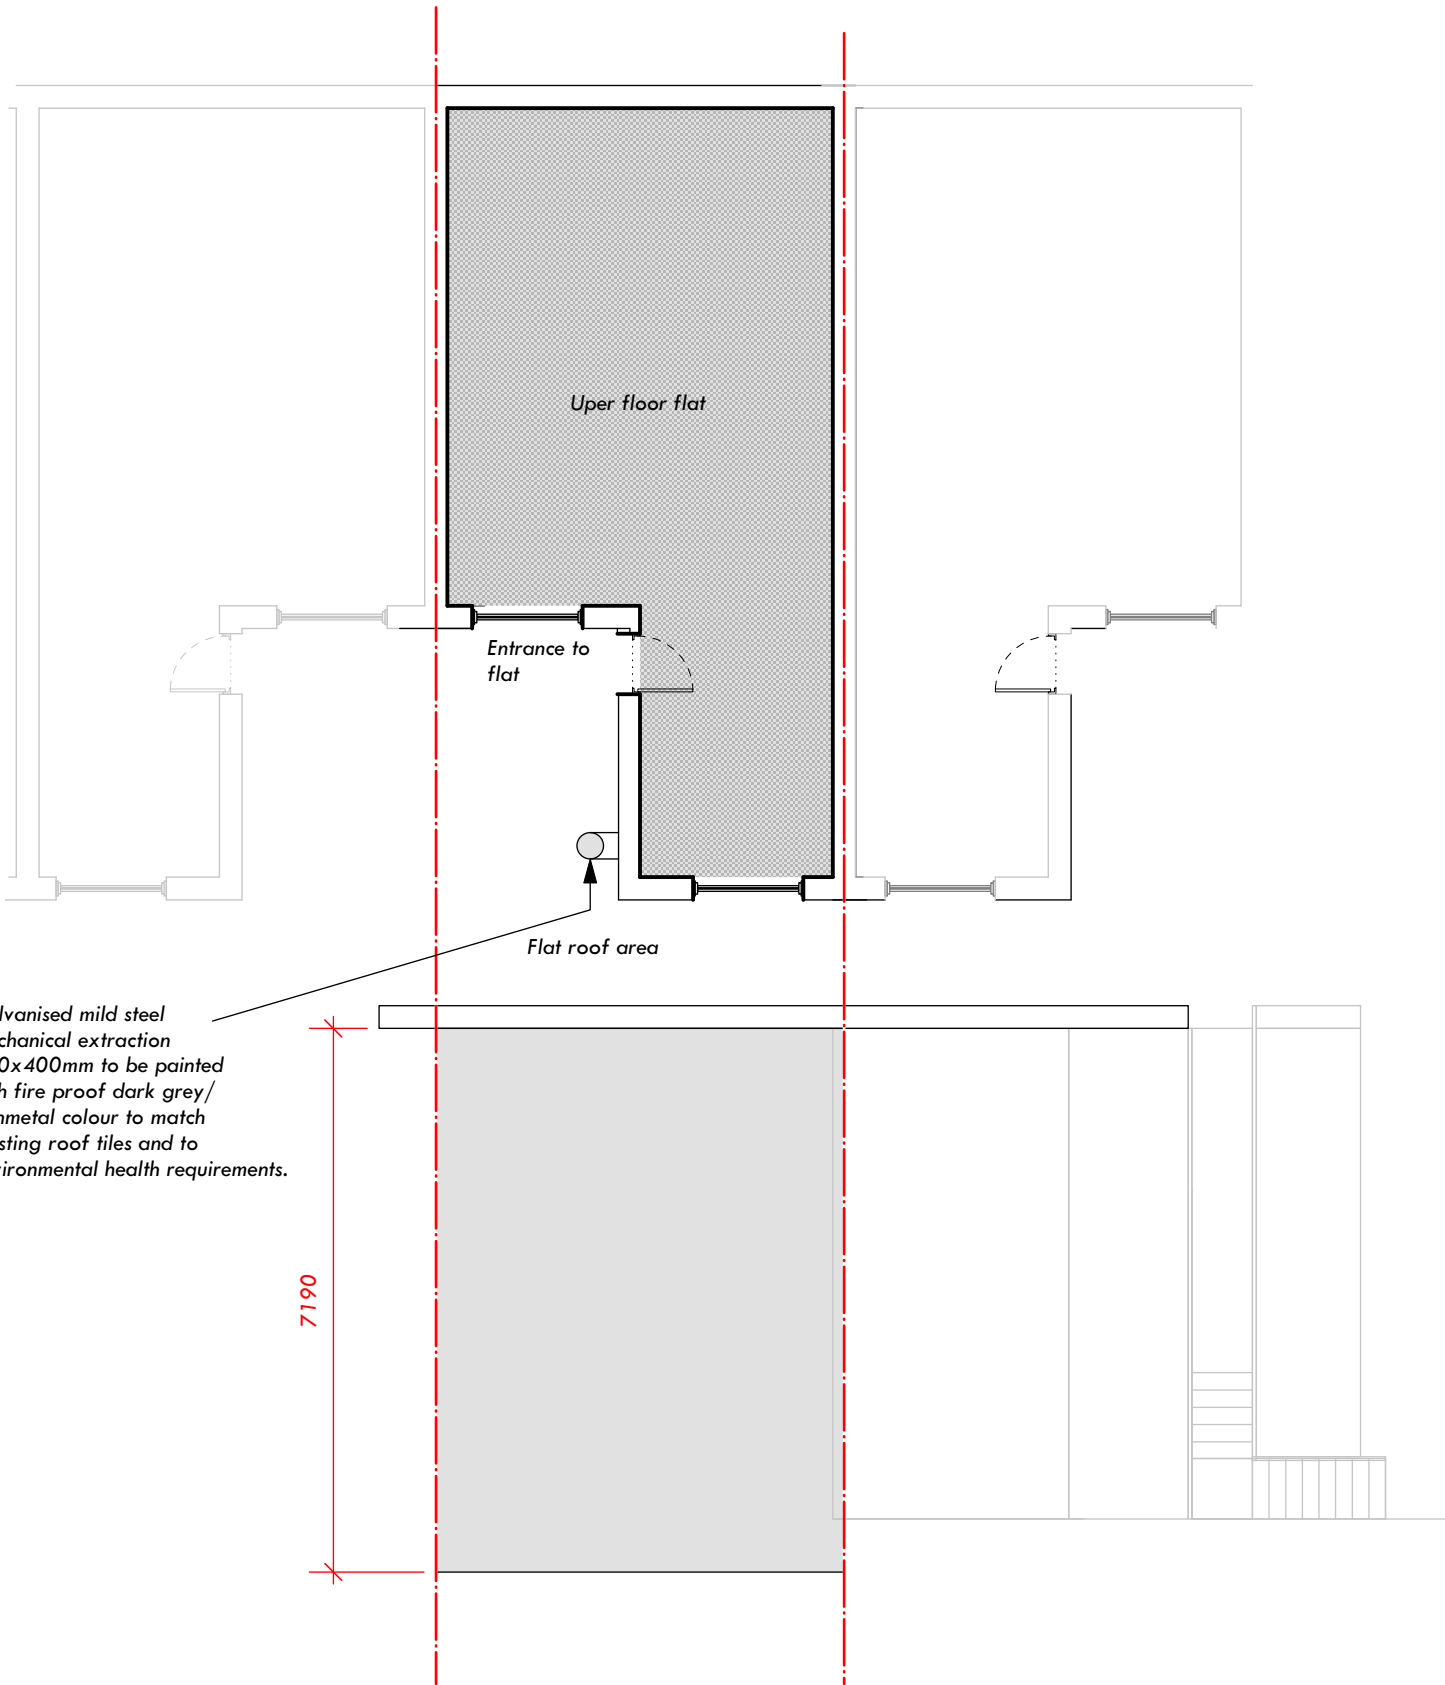 Uper floor flat
Entrance to
flat
Flat roof area
lvanised mild steel
chanical extraction
0x400mm to be painted
h fire proof dark grey/
nmetal colour to match
sting roof tiles and to
vironmental health requirements.
7190